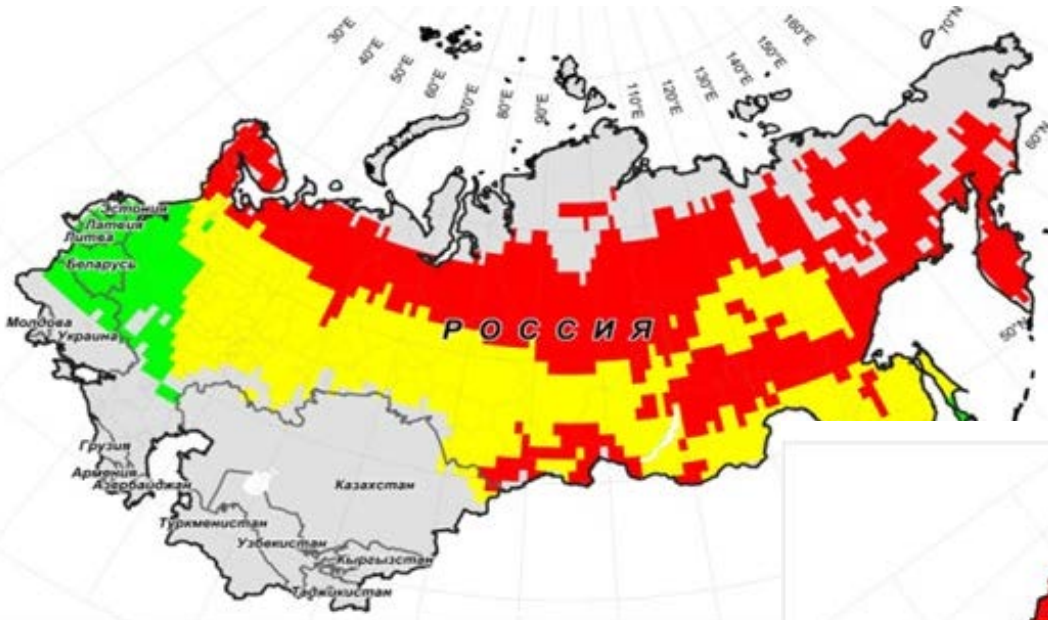 30°E
40°E
50°E
60°E
70°E
80°E
90°E
110°E
120°E
130°E
140°E
150°E
160°E
70°N
60°N
50°N
Эстония
Латвия
Литва
Беларусь
Молдова
Украина
РОССИЯ
Грузия
Армения
Азербайджан
Казахстан
Туркменистан
Узбекистан
Кыргызстан
Таджикистан